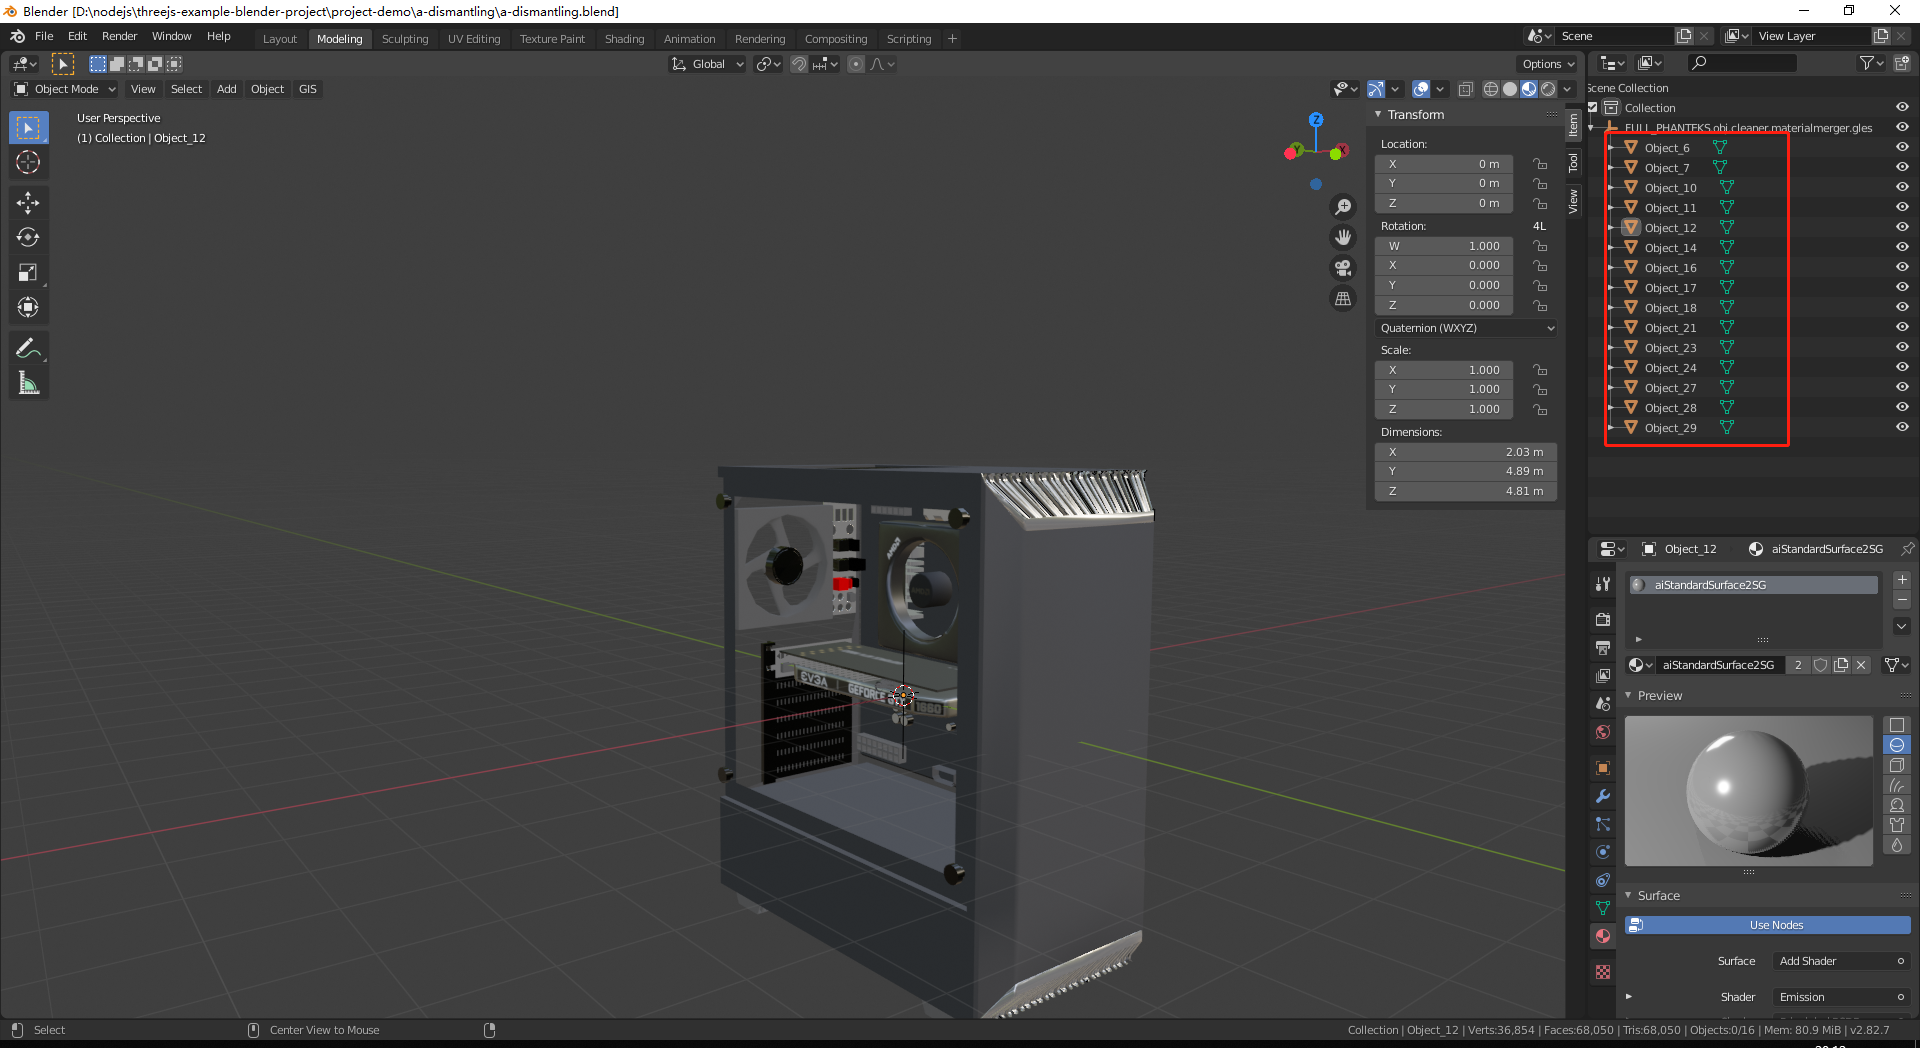 Blender [D:\nodejs\threejs-example-blender-project\project-demo\a-dismantling\a-dismantling.blend]
File Edit Render Window Help
Layout Modeling Sculpting UV Editing Texture Paint Shading Animation Rendering Compositing Scripting +
Scene
View Layer
Global
Options
Object Mode View Select Add Object GIS
User Perspective
(1) Collection | Object_12
Z
Y
X
AMD
EVGA
GEFORCE
1660
Transform
Item
Tool
View
Location:
X 0 m
Y 0 m
Z 0 m
Rotation: 4L
W 1.000
X 0.000
Y 0.000
Z 0.000
Quaternion (WXYZ)
Scale:
X 1.000
Y 1.000
Z 1.000
Dimensions:
X 2.03 m
Y 4.89 m
Z 4.81 m
Scene Collection
Collection
FULL_PHANTEKS.obj.cleaner.materialmerger.gles
Object_6
Object_7
Object_10
Object_11
Object_12
Object_14
Object_16
Object_17
Object_18
Object_21
Object_23
Object_24
Object_27
Object_28
Object_29
Object_12 aiStandardSurface2SG
aiStandardSurface2SG
aiStandardSurface2SG 2
Preview
Surface
Use Nodes
Surface Add Shader
Shader Emission
Select
Center View to Mouse
Collection | Object_12 | Verts:36,854 | Faces:68,050 | Tris:68,050 | Objects:0/16 | Mem: 80.9 MiB | v2.82.7